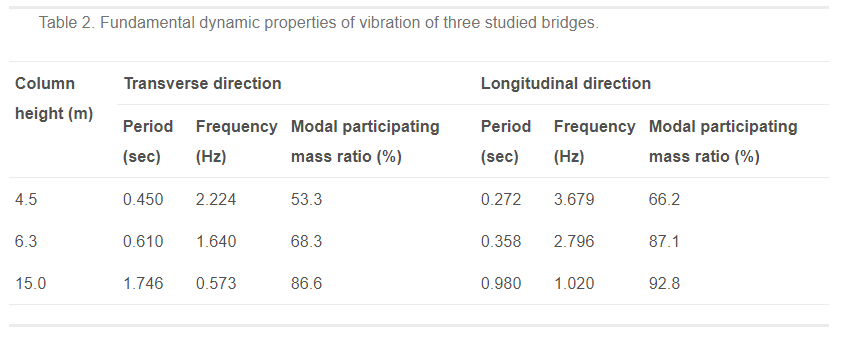 Table 2. Fundamental dynamic properties of vibration of three studied bridges.
Column height (m) Transverse direction Longitudinal direction
Period (sec) Frequency (Hz) Modal participating mass ratio (%) Period (sec) Frequency (Hz) Modal participating mass ratio (%)
4.5 0.450 2.224 53.3 0.272 3.679 66.2
6.3 0.610 1.640 68.3 0.358 2.796 87.1
15.0 1.746 0.573 86.6 0.980 1.020 92.8